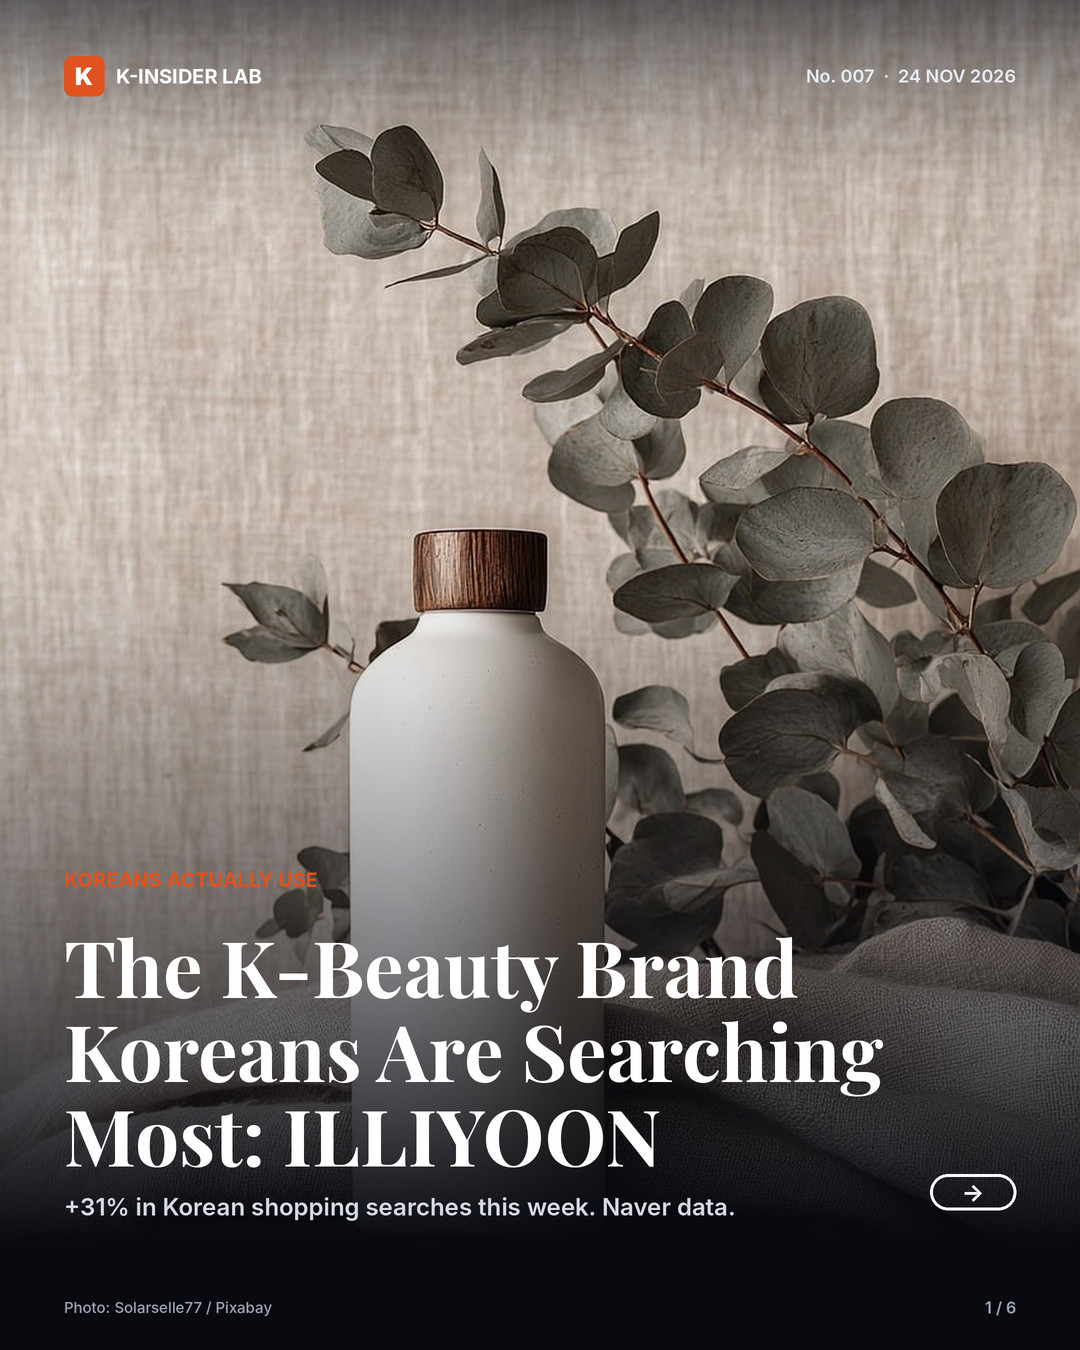 K K-INSIDER LAB
No. 007 · 24 NOV 2026
KOREANS ACTUALLY USE
The K-Beauty Brand
Koreans Are Searching
Most: ILLIYOON
+31% in Korean shopping searches this week. Naver data.
Photo: Solarselle77 / Pixabay
1 / 6